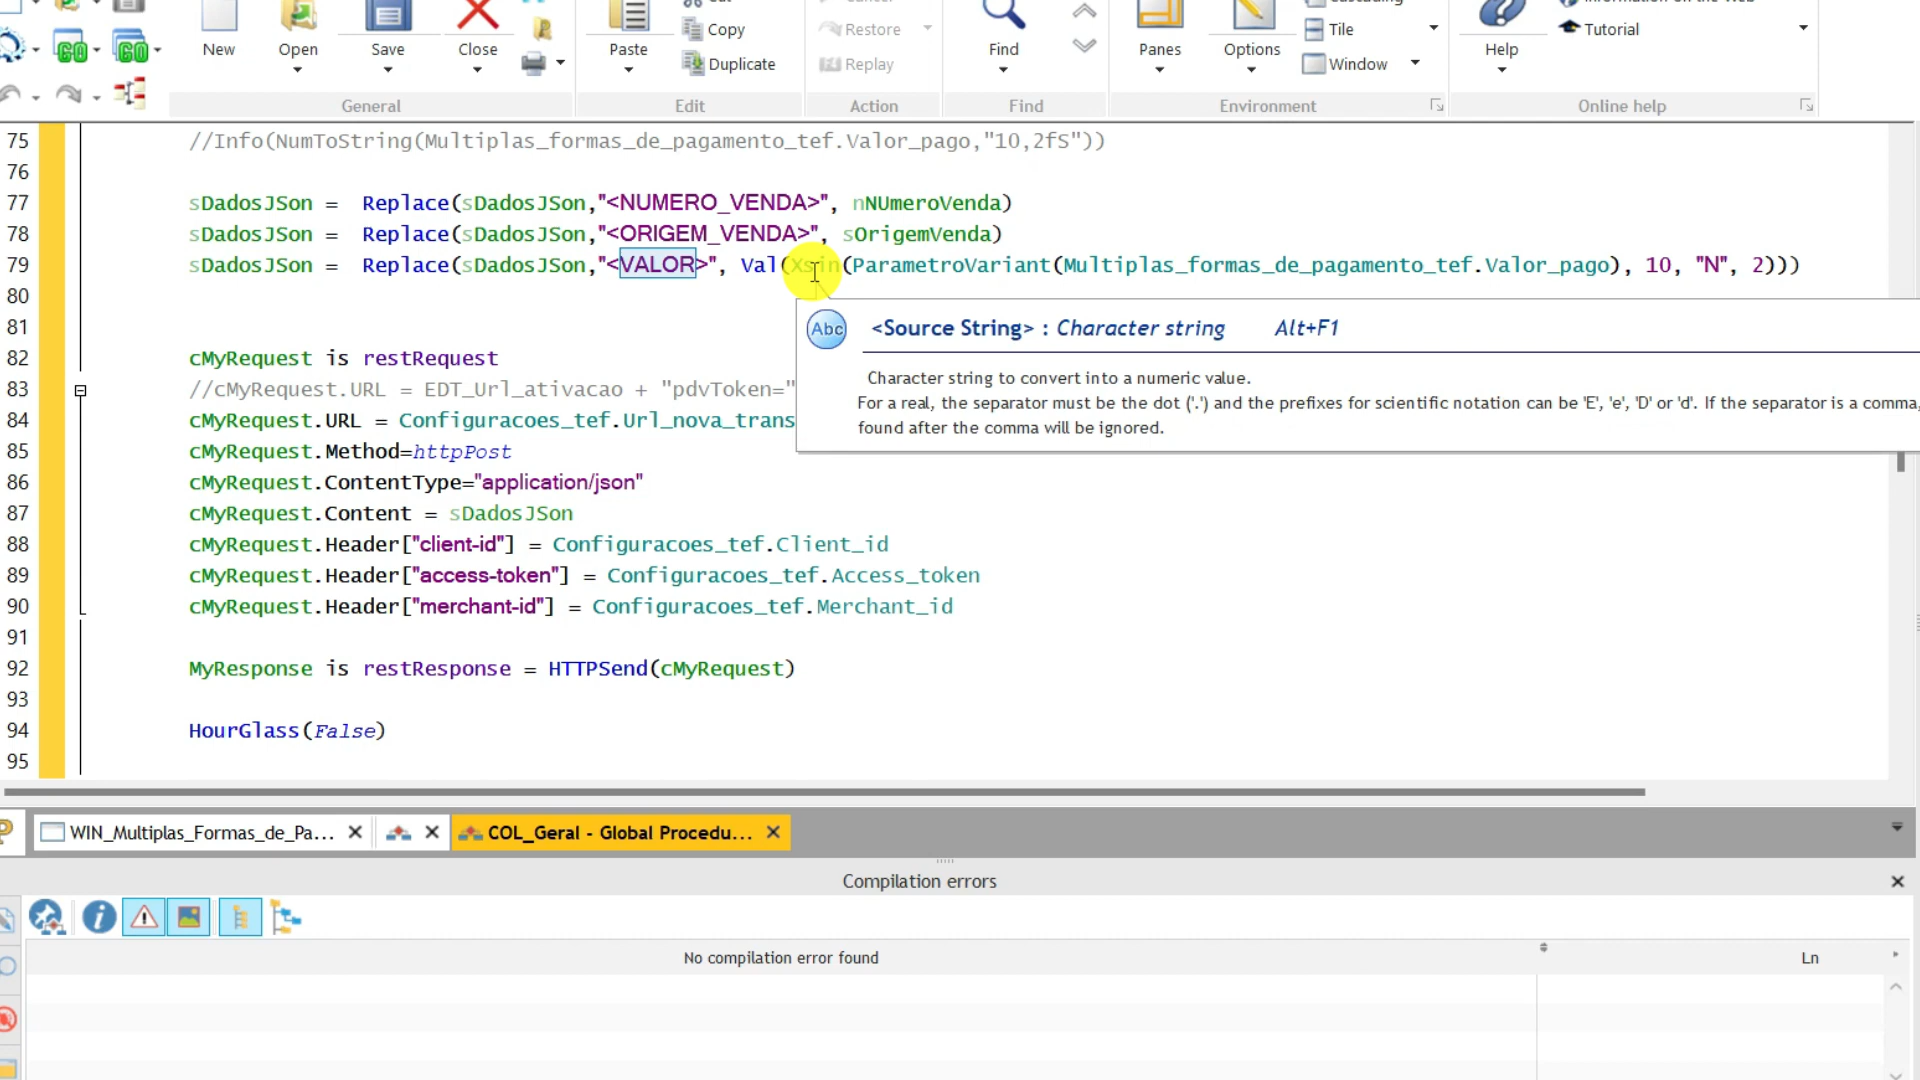 New
Open
Save
Close
Paste
Copy
Duplicate
Restore
Replay
Find
Panes
Options
Tile
Window
Help
Tutorial
General
Edit
Action
Find
Environment
Online help
75 //Info(NumToString(Multiplas_formas_de_pagamento_tef.Valor_pago,"10,2fS"))
76
77 sDadosJSon = Replace(sDadosJSon,"<NUMERO_VENDA>", nNUmeroVenda)
78 sDadosJSon = Replace(sDadosJSon,"<ORIGEM_VENDA>", sOrigemVenda)
79 sDadosJSon = Replace(sDadosJSon,"<VALOR>", Val(Xsin(ParametroVariant(Multiplas_formas_de_pagamento_tef.Valor_pago), 10, "N", 2)))
80
81
<Source String> : Character string Alt+F1
Character string to convert into a numeric value.
For a real, the separator must be the dot ('.') and the prefixes for scientific notation can be 'E', 'e', 'D' or 'd'. If the separator is a comma,
found after the comma will be ignored.
82 cMyRequest is restRequest
83 //cMyRequest.URL = EDT_Url_ativacao + "pdvToken="
84 cMyRequest.URL = Configuracoes_tef.Url_nova_trans
85 cMyRequest.Method=httpPost
86 cMyRequest.ContentType="application/json"
87 cMyRequest.Content = sDadosJSon
88 cMyRequest.Header["client-id"] = Configuracoes_tef.Client_id
89 cMyRequest.Header["access-token"] = Configuracoes_tef.Access_token
90 cMyRequest.Header["merchant-id"] = Configuracoes_tef.Merchant_id
91
92 MyResponse is restResponse = HTTPSend(cMyRequest)
93
94 HourGlass(False)
95
WIN_Multiplas_Formas_de_Pa...
COL_Geral - Global Procedu...
Compilation errors
No compilation error found
Ln